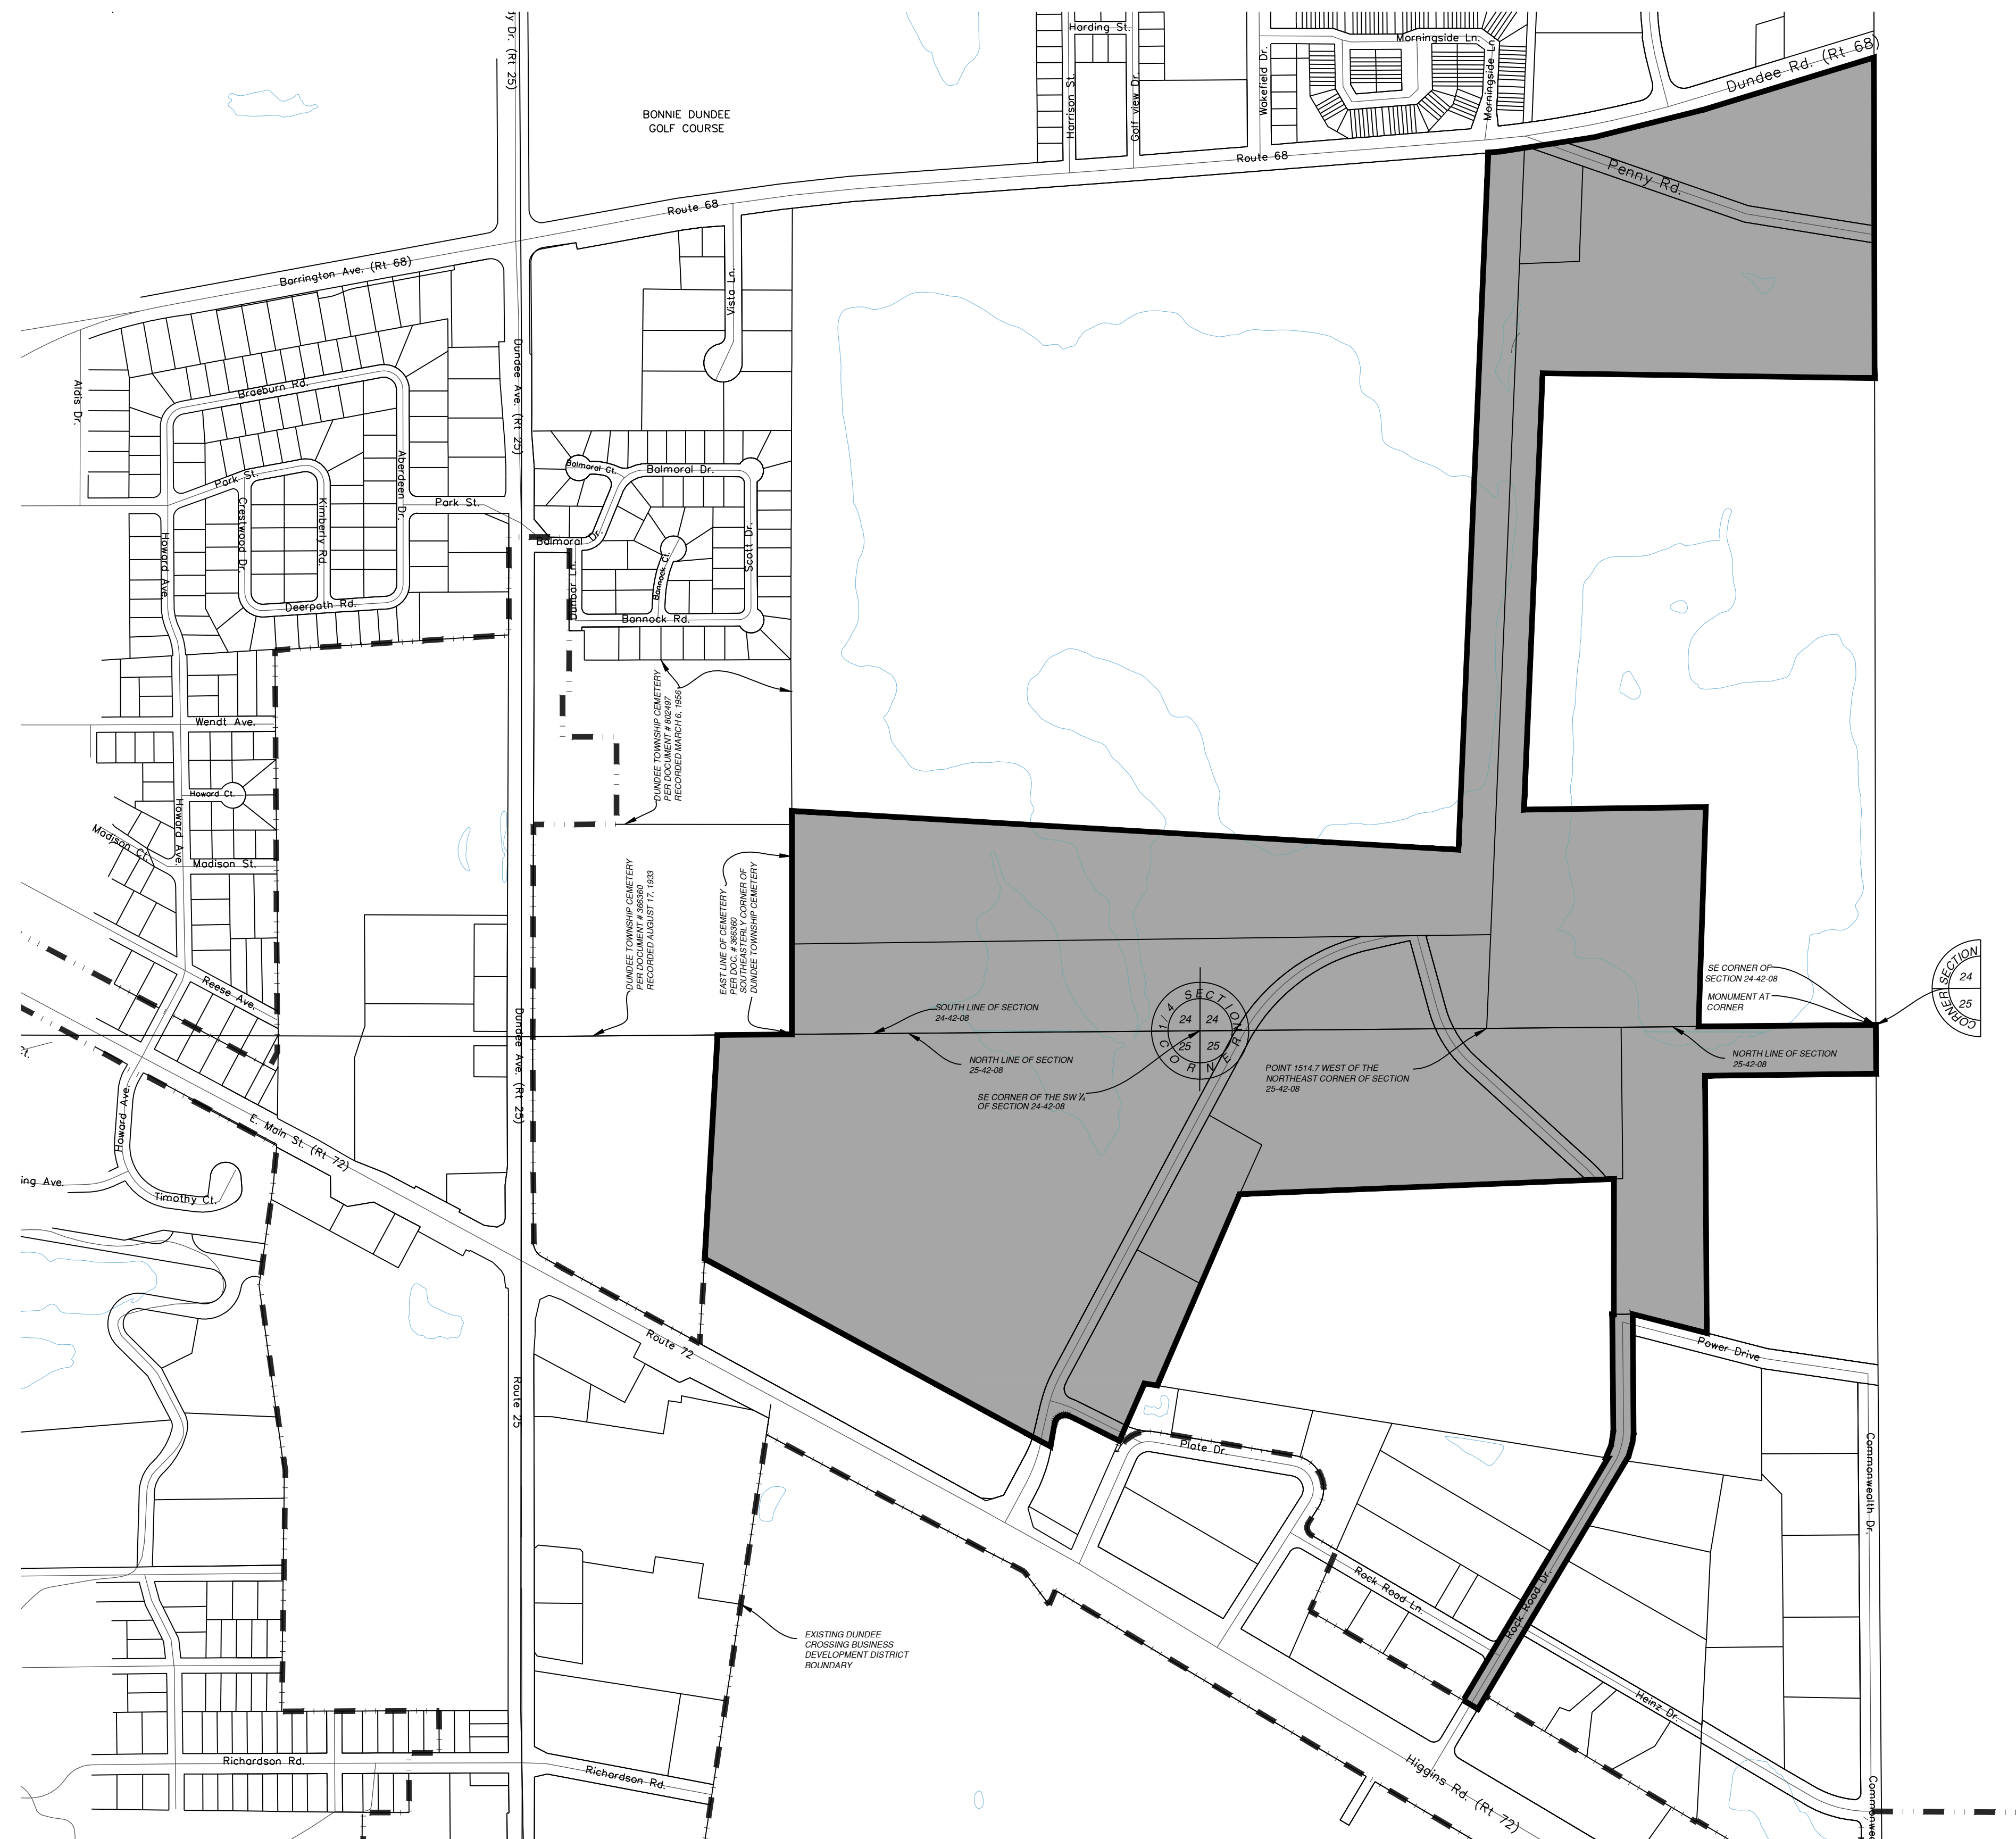 Dr. (Rt 25)
BONNIE DUNDEE
GOLF COURSE
Harding St.
Harrison St.
Golf view Dr.
Wakefield Dr.
Morningside Ln.
Morningside Ln
Dundee Rd. (Rt 68)
Route 68
Penny Rd.
Route 68
Barrington Ave. (Rt 68)
Vista Ln.
Aldis Dr.
Braeburn Rd.
Dundee Ave. (Rt 25)
Park St.
Crestwood Dr.
Kimberly Rd.
Aberdeen Dr.
Park St.
Balmoral Ct.
Balmoral Dr.
Balmoral Dr.
Dunbar Ln.
Bannock Ct.
Scott Dr.
Bannock Rd.
Howard Ave.
Deerpath Rd.
Wendt Ave.
Howard Ct.
Howard Ave.
Madison Ct.
Madison St.
DUNDEE TOWNSHIP CEMETERY
PER DOCUMENT # 802497
RECORDED MARCH 6, 1956
DUNDEE TOWNSHIP CEMETERY
PER DOCUMENT # 366360
RECORDED AUGUST 17, 1933
EAST LINE OF CEMETERY
PER DOC. # 366360
SOUTHEASTERLY CORNER OF
DUNDEE TOWNSHIP CEMETERY
Reese Ave.
Dundee Ave. (Rt 25)
SOUTH LINE OF SECTION
24-42-08
NORTH LINE OF SECTION
25-42-08
SE CORNER OF THE SW ¼
OF SECTION 24-42-08
1/4 SECTION
CORNER
24 24
25 25
POINT 1514.7 WEST OF THE
NORTHEAST CORNER OF SECTION
25-42-08
SE CORNER OF
SECTION 24-42-08
MONUMENT AT
CORNER
NORTH LINE OF SECTION
25-42-08
SECTION
CORNER
24
25
Ct.
Howard Ave.
E. Main St. (Rt 72)
ing Ave.
Timothy Ct.
Route 72
Route 25
Power Drive
Plate Dr.
Commonwealth Dr.
Rock Road Ln.
Rock Road Dr.
Heinz Dr.
EXISTING DUNDEE
CROSSING BUSINESS
DEVELOPMENT DISTRICT
BOUNDARY
Richardson Rd.
Richardson Rd.
Higgins Rd. (Rt 72)
Commonwe